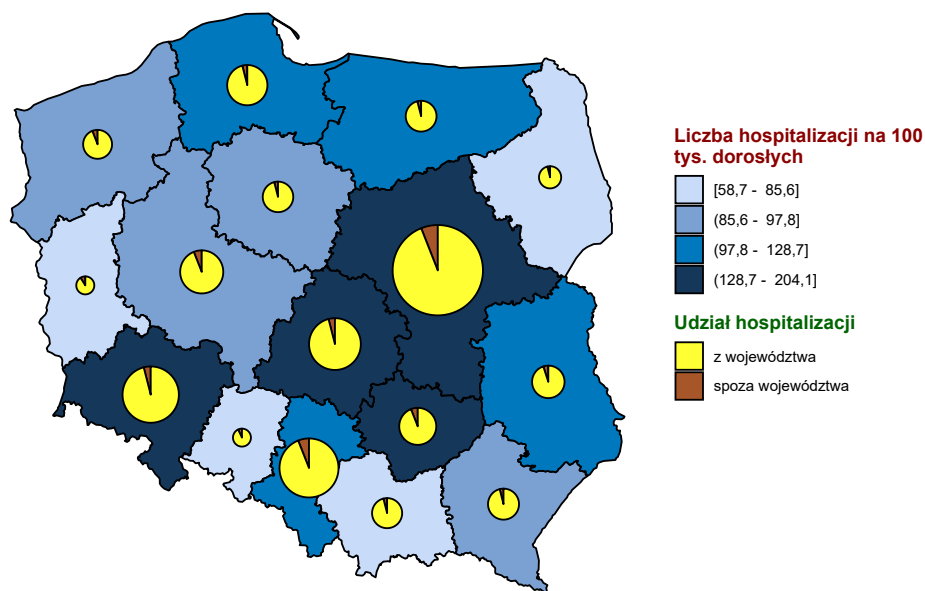 Liczba hospitalizacji na 100
tys. dorosłych
[58,7 - 85,6]
(85,6 - 97,8]
(97,8 - 128,7]
(128,7 - 204,1]
Udział hospitalizacji
z województwa
spoza województwa